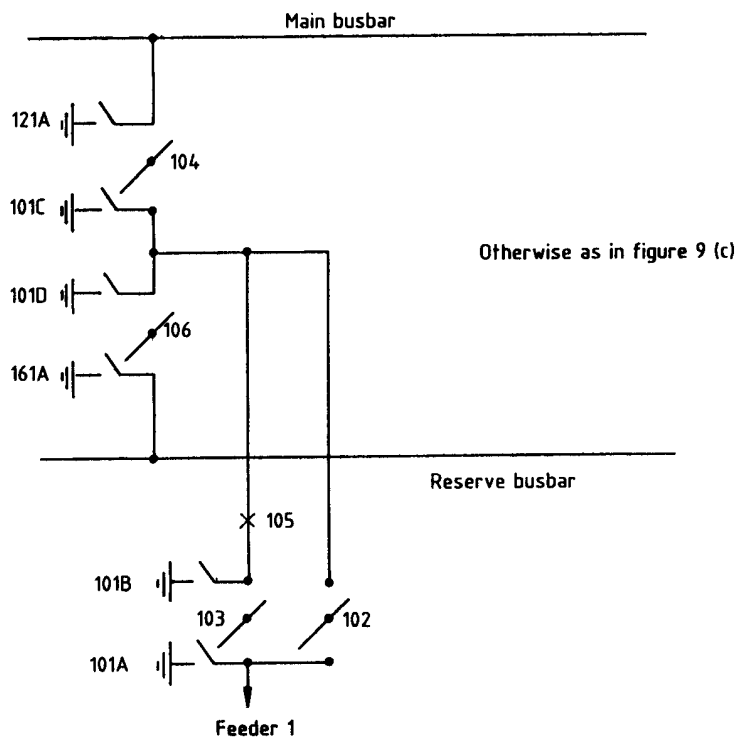 Main busbar
121A
104
101C
Otherwise as in figure 9 (c)
101D
106
161A
Reserve busbar
105
101B
103
102
101A
Feeder 1